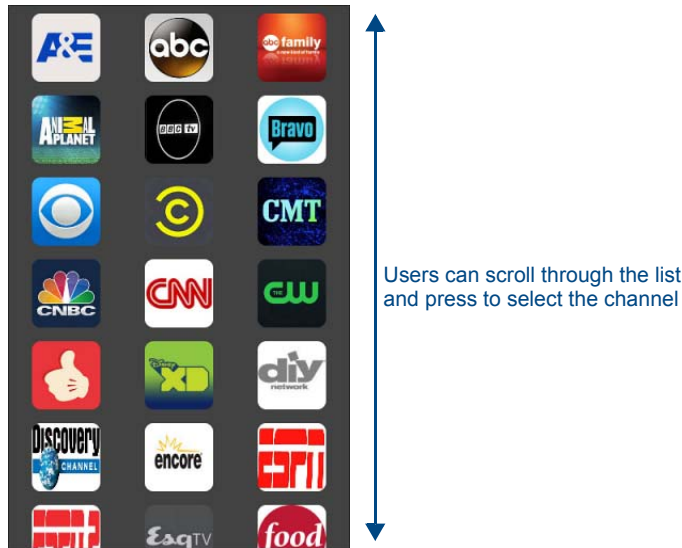 A&E
abc
abc family
a new kind of family
ANIMAL
PLANET
BBC tv
Bravo
CMT
CNBC
CNN
THE
CW
Disney
XD
diy
network
DISCOVERY
CHANNEL
encore
ESPN
ESPN
EsqTV
food
Users can scroll through the list
and press to select the channel